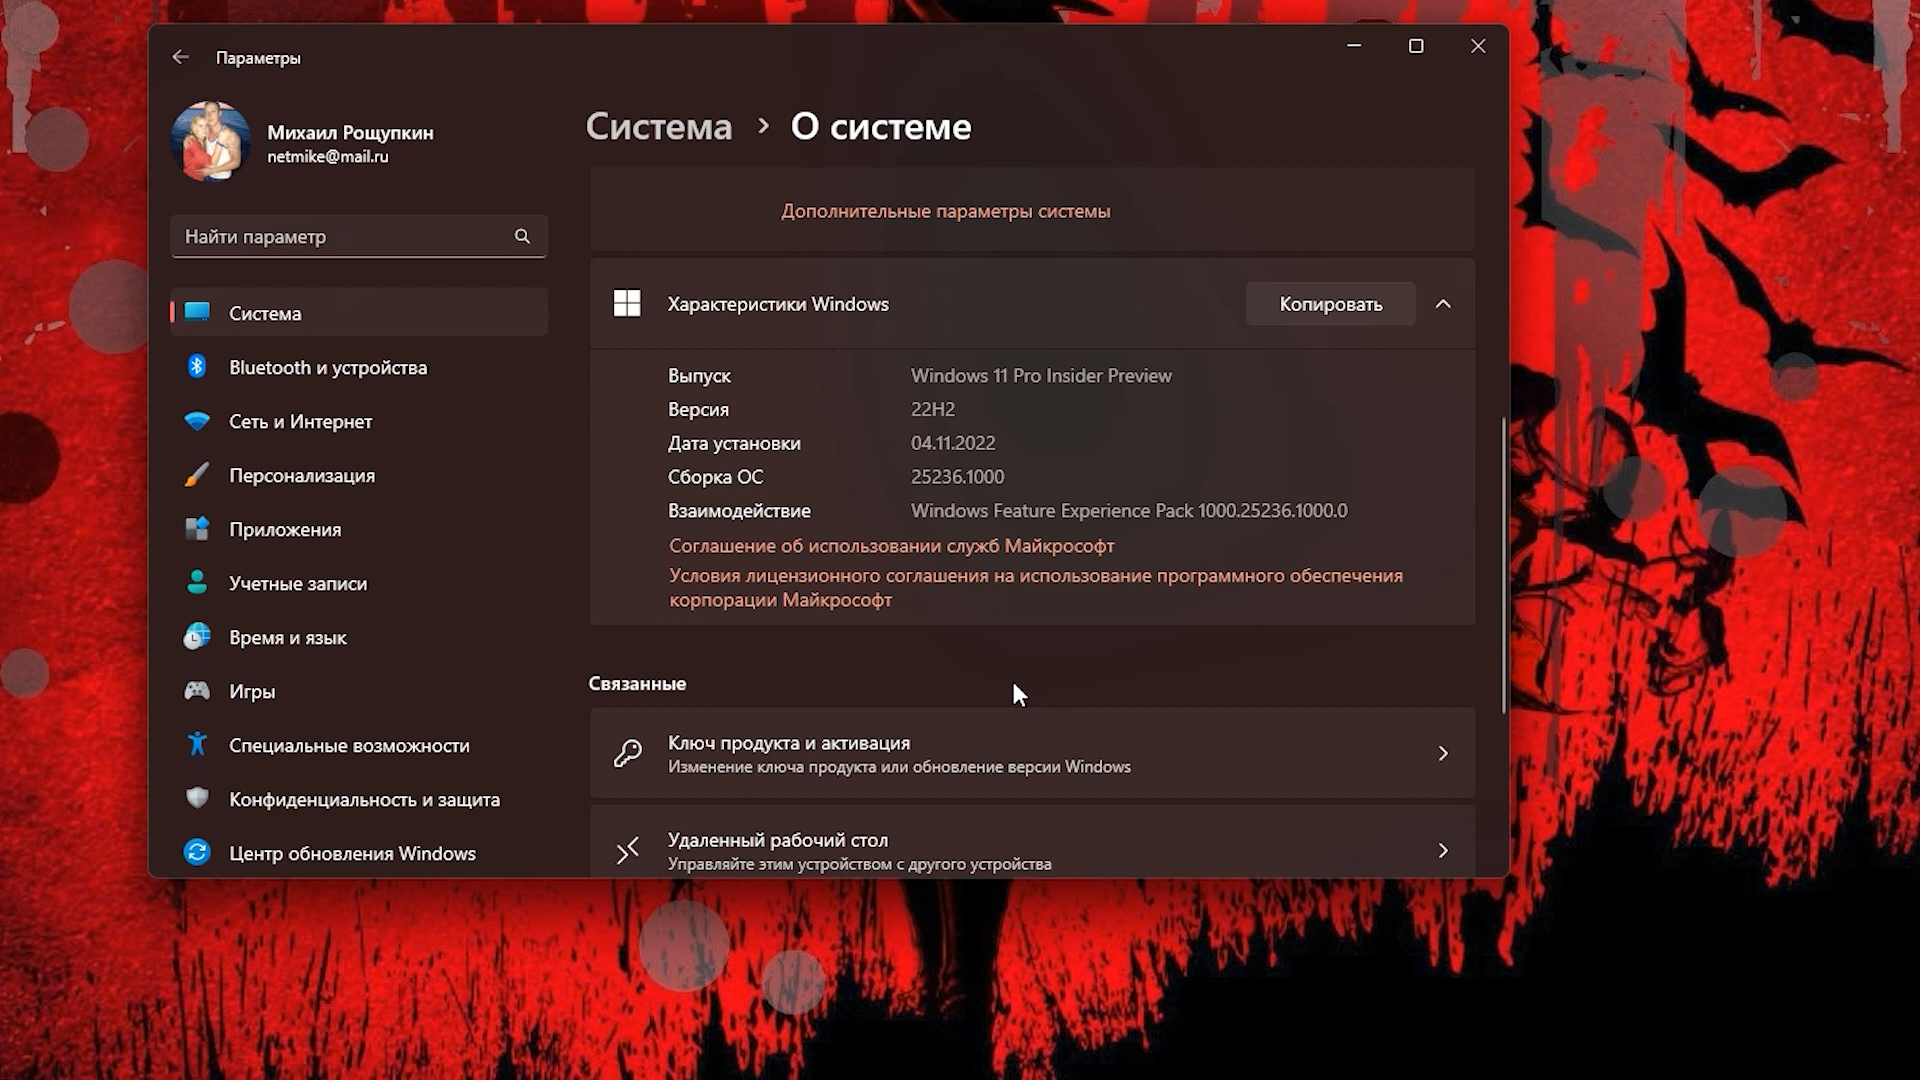 Параметры
Михаил Рощупкин
netmike@mail.ru
Найти параметр
Система
Bluetooth и устройства
Сеть и Интернет
Персонализация
Приложения
Учетные записи
Время и язык
Игры
Специальные возможности
Конфиденциальность и защита
Центр обновления Windows
Система › О системе
Дополнительные параметры системы
Характеристики Windows Копировать
Выпуск Windows 11 Pro Insider Preview
Версия 22H2
Дата установки 04.11.2022
Сборка ОС 25236.1000
Взаимодействие Windows Feature Experience Pack 1000.25236.1000.0
Соглашение об использовании служб Майкрософт
Условия лицензионного соглашения на использование программного обеспечения
корпорации Майкрософт
Связанные
Ключ продукта и активация
Изменение ключа продукта или обновление версии Windows
Удаленный рабочий стол
Управляйте этим устройством с другого устройства